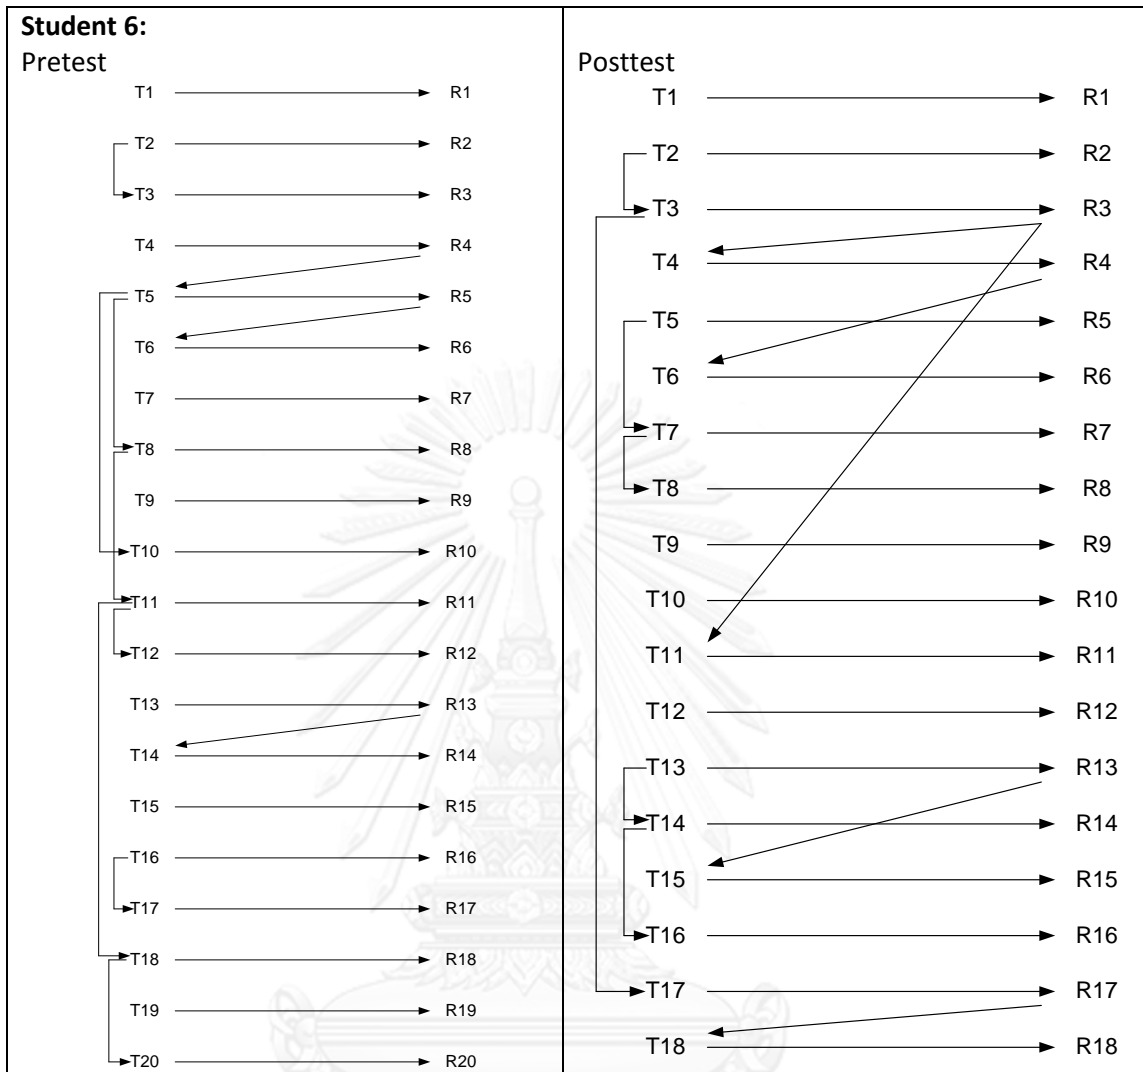 Student 6:
Pretest
T1 R1
T2 R2
T3 R3
T4 R4
T5 R5
T6 R6
T7 R7
T8 R8
T9 R9
T10 R10
T11 R11
T12 R12
T13 R13
T14 R14
T15 R15
T16 R16
T17 R17
T18 R18
T19 R19
T20 R20
Posttest
T1 R1
T2 R2
T3 R3
T4 R4
T5 R5
T6 R6
T7 R7
T8 R8
T9 R9
T10 R10
T11 R11
T12 R12
T13 R13
T14 R14
T15 R15
T16 R16
T17 R17
T18 R18